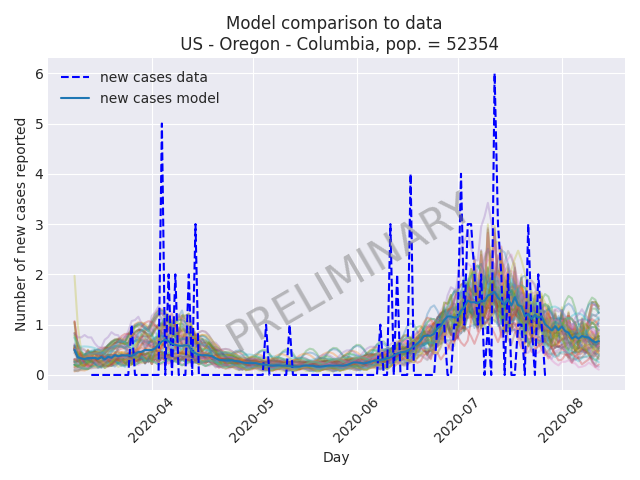 Model comparison to data
US - Oregon - Columbia, pop. = 52354
new cases data
new cases model
PRELIMINARY
Number of new cases reported
6
5
4
3
2
1
0
2020-04
2020-05
2020-06
2020-07
2020-08
Day